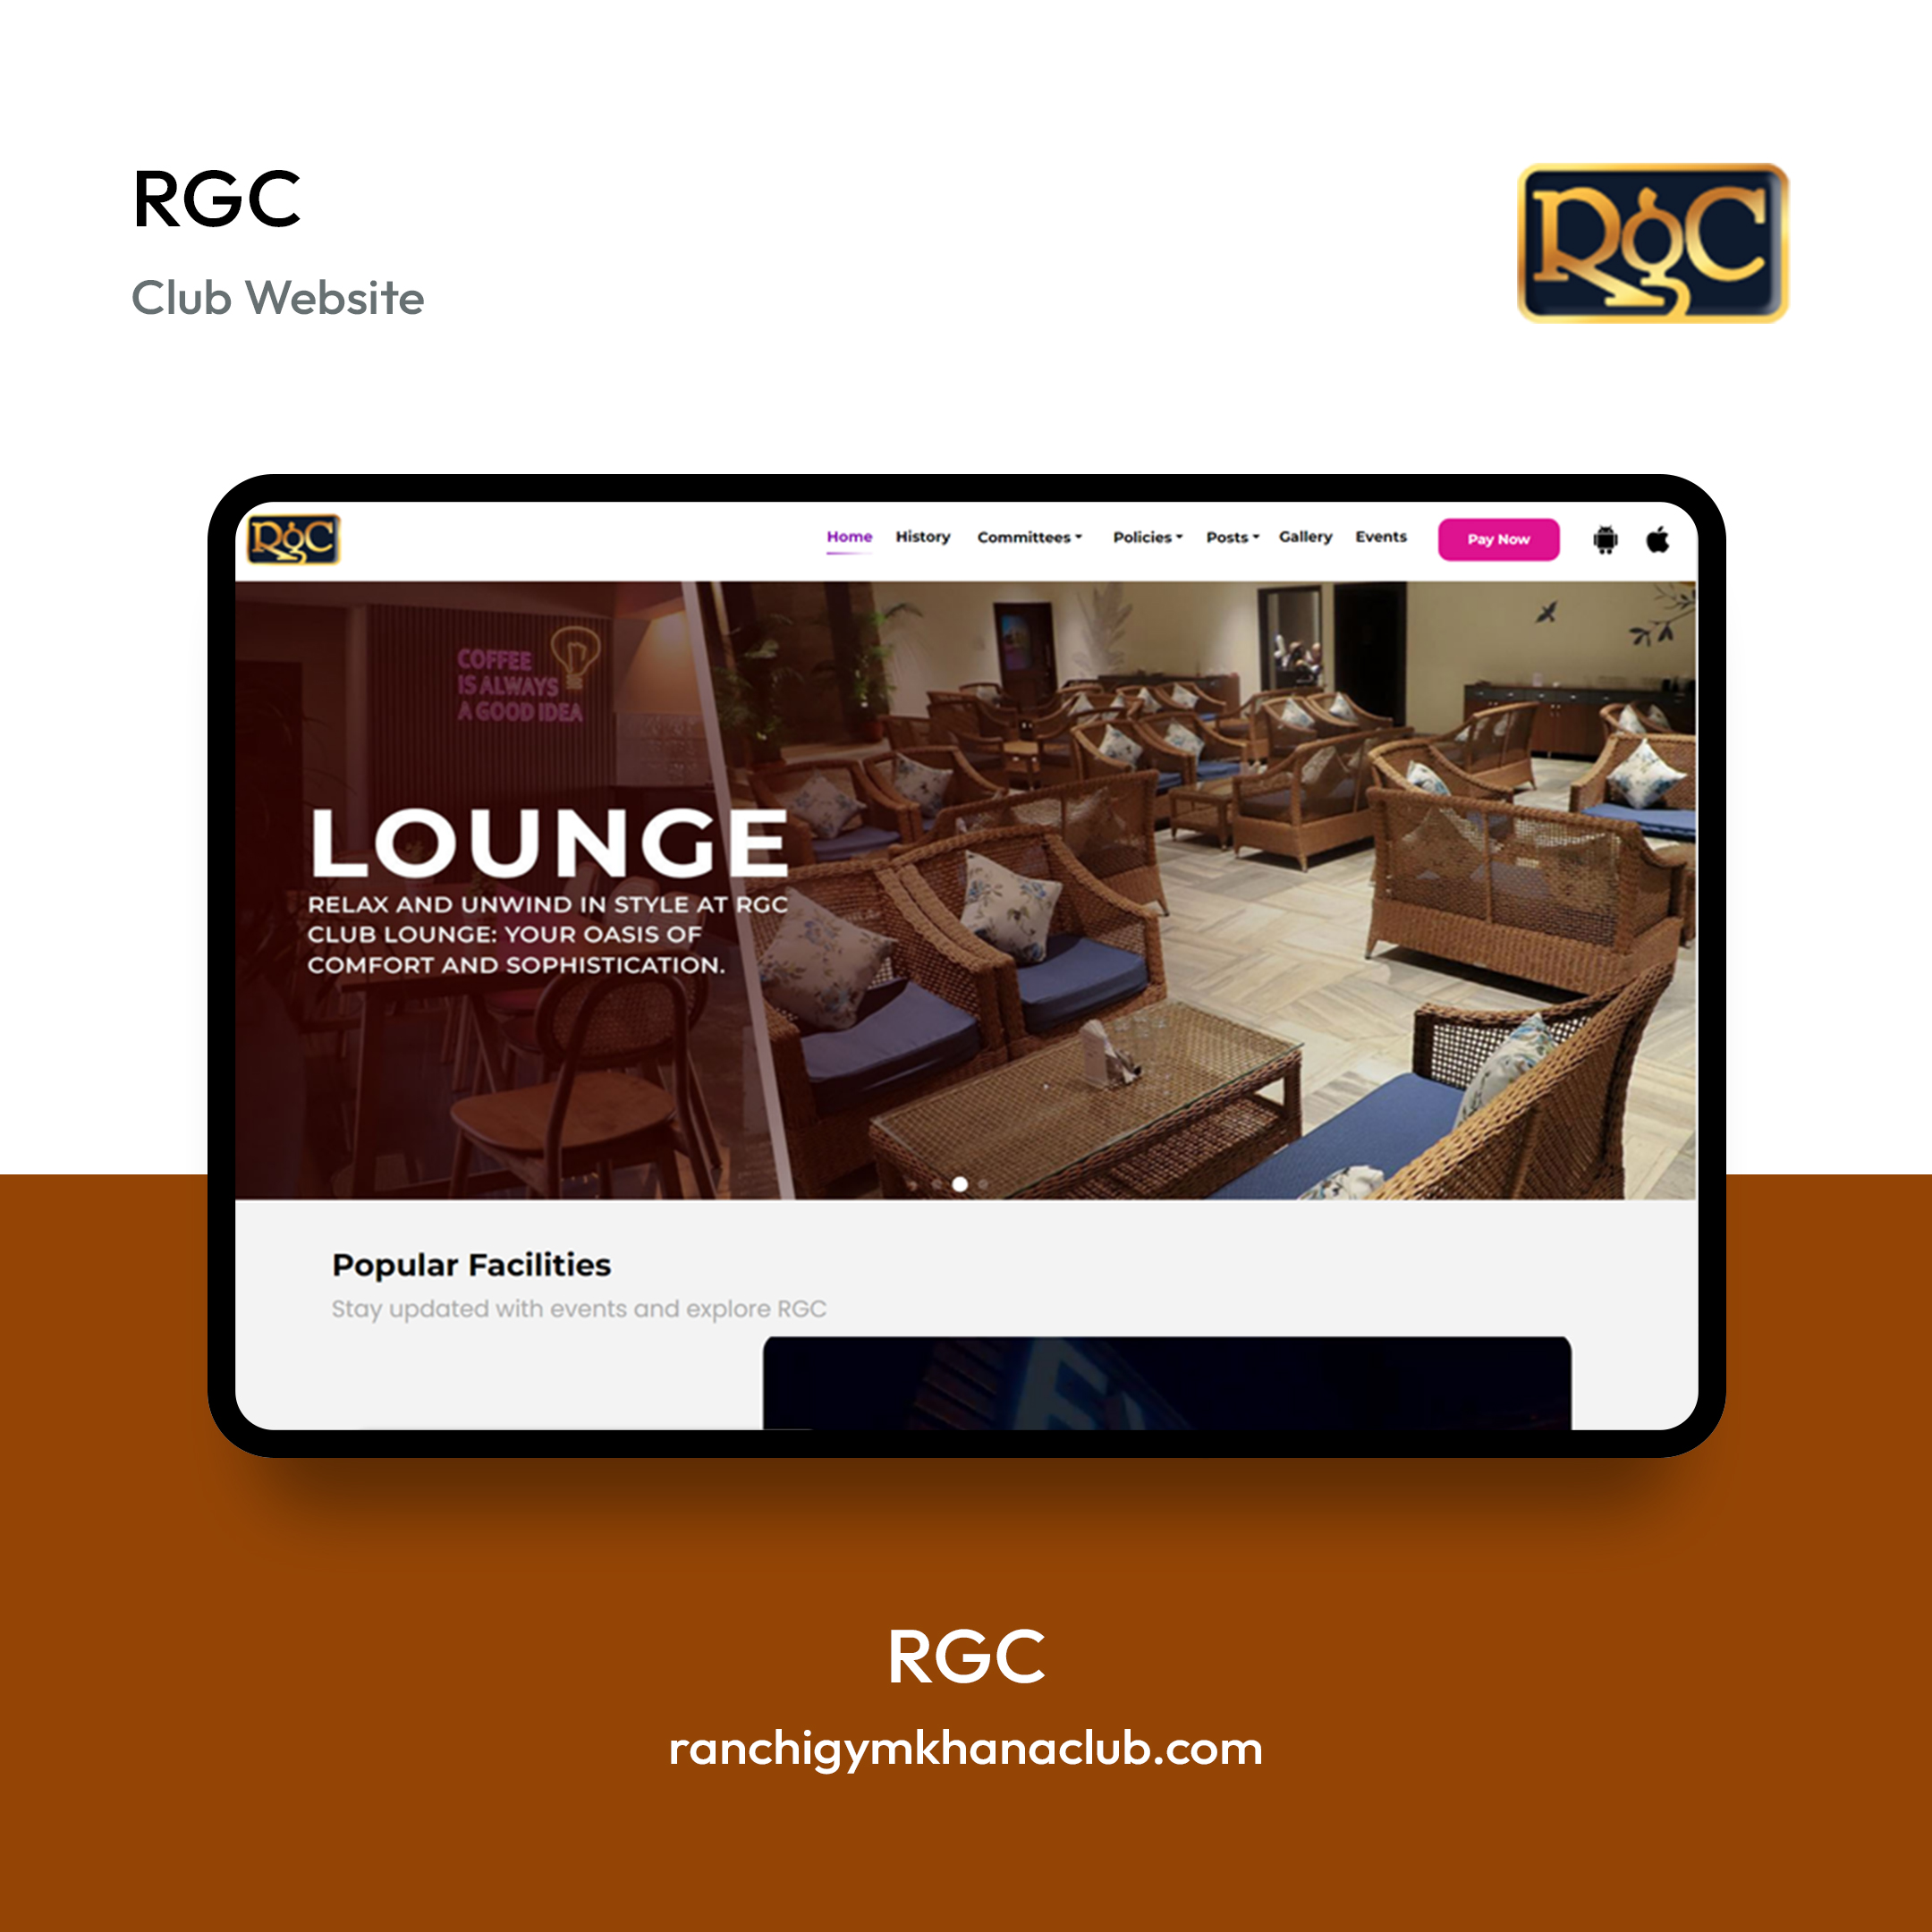 RGC
Club Website
RGC
RGC
Home History Committees Policies Posts Gallery Events Pay Now
COFFEE
IS ALWAYS
A GOOD IDEA
LOUNGE
RELAX AND UNWIND IN STYLE AT RGC
CLUB LOUNGE: YOUR OASIS OF
COMFORT AND SOPHISTICATION.
Popular Facilities
Stay updated with events and explore RGC
RGC
ranchigymkhanaclub.com